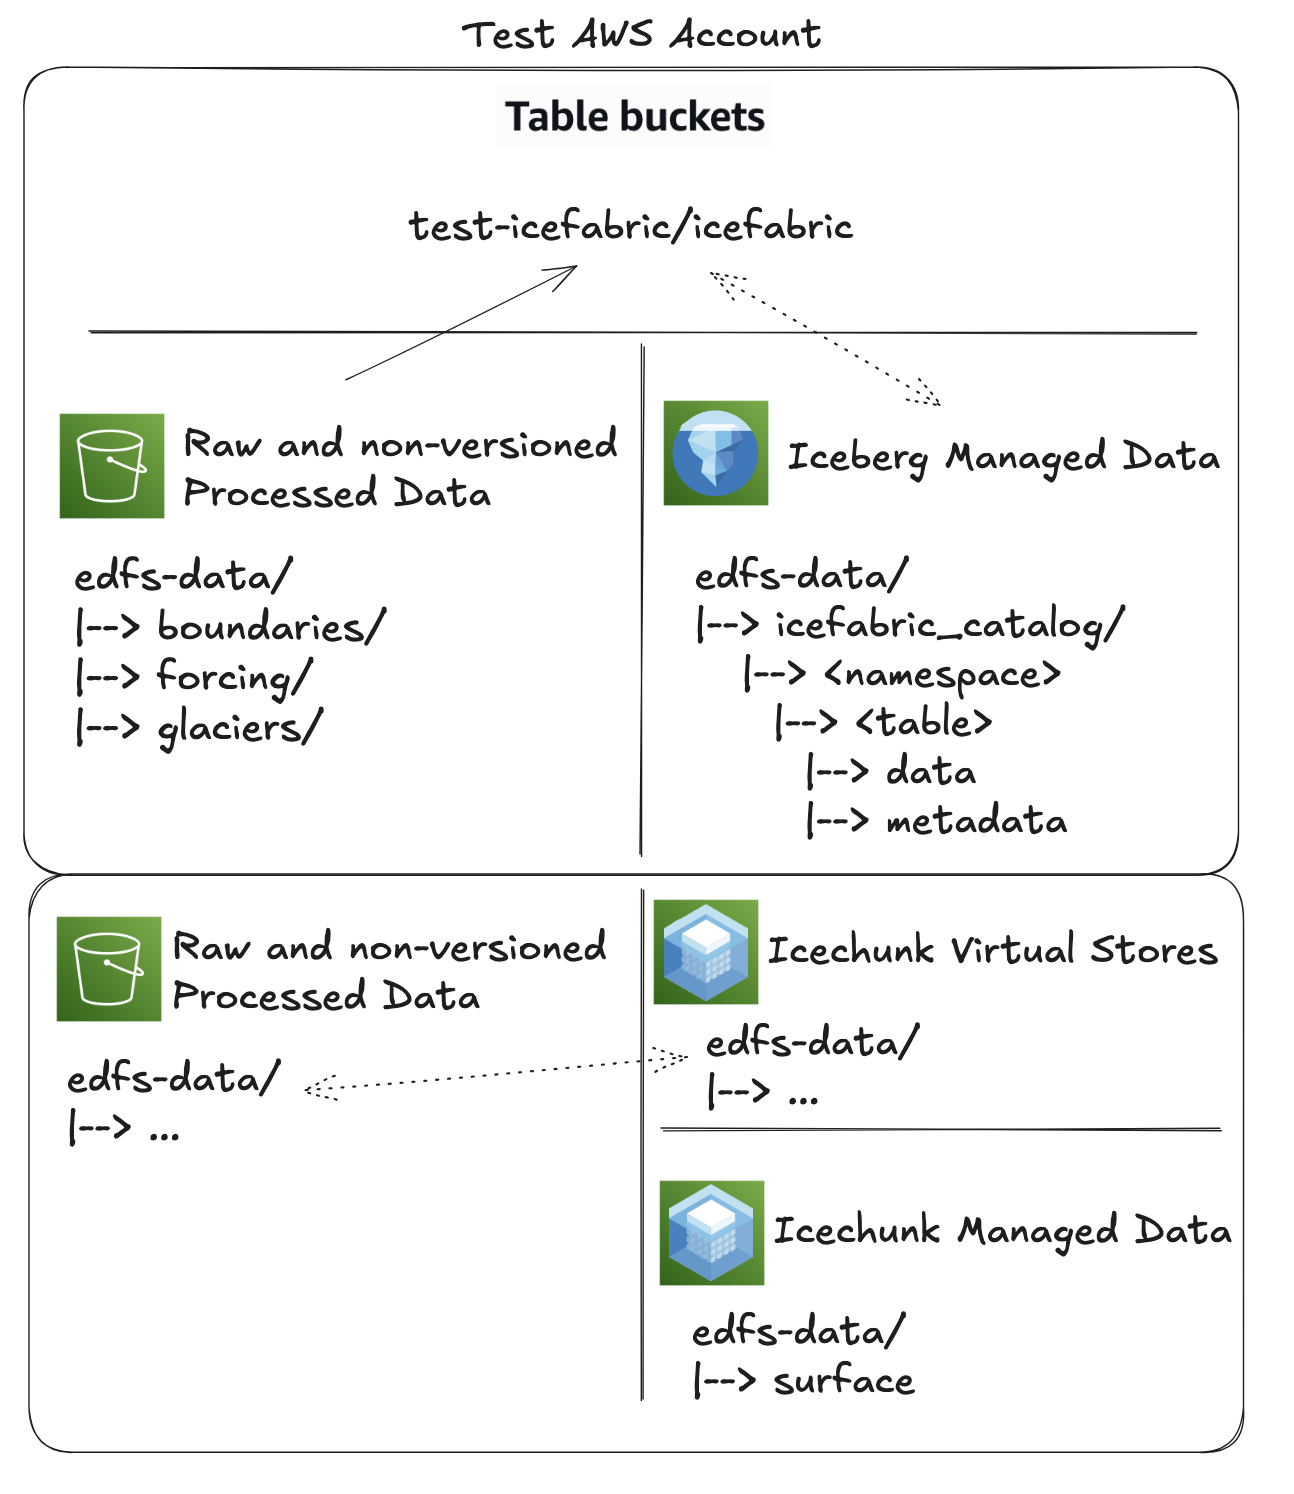 Test AWS Account
Table buckets
test-icefabric/icefabric
Raw and non-versioned
Processed Data
edfs-data/
|--> boundaries/
|--> forcing/
|--> glaciers/
Iceberg Managed Data
edfs-data/
|--> icefabric_catalog/
|--> <namespace>
|--> <table>
|--> data
|--> metadata
Raw and non-versioned
Processed Data
edfs-data/
|--> ...
Icechunk Virtual Stores
edfs-data/
|--> ...
Icechunk Managed Data
edfs-data/
|--> surface